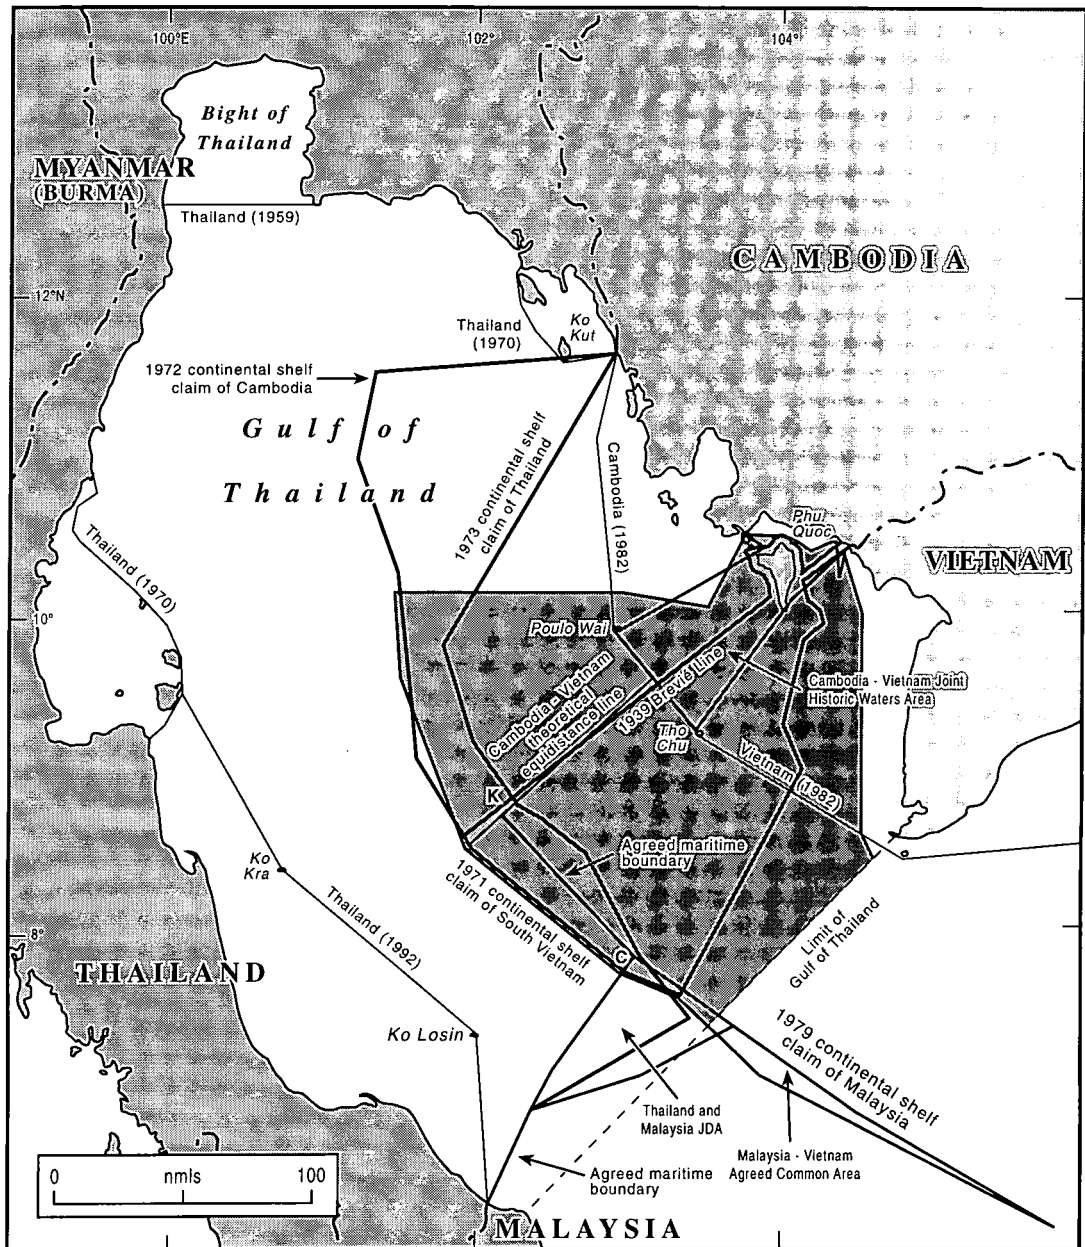 100°E
102°
104°
Bight of
Thailand
MYANMAR
(BURMA)
Thailand (1959)
CAMBODIA
12°N
Thailand
(1970)
Ko
Kut
1972 continental shelf
claim of Cambodia
Gulf of
Thailand
1973 continental shelf
claim of Thailand
Cambodia (1982)
Phu
Quoc
VIETNAM
Thailand (1970)
10°
Poulo Wai
Cambodia - Vietnam
theoretical
equidistance line
1939 Brevié Line
Cambodia - Vietnam Joint
Historic Waters Area
Tho
Chu
Vietnam (1982)
K
Agreed maritime
boundary
Ko
Kra
1971 continental shelf
claim of South Vietnam
Thailand (1992)
Limit of
Gulf of Thailand
8°
C
THAILAND
Ko Losin
1979 continental shelf
claim of Malaysia
Thailand and
Malaysia JDA
Malaysia - Vietnam
Agreed Common Area
0 nmls 100
Agreed maritime
boundary
MALAYSIA